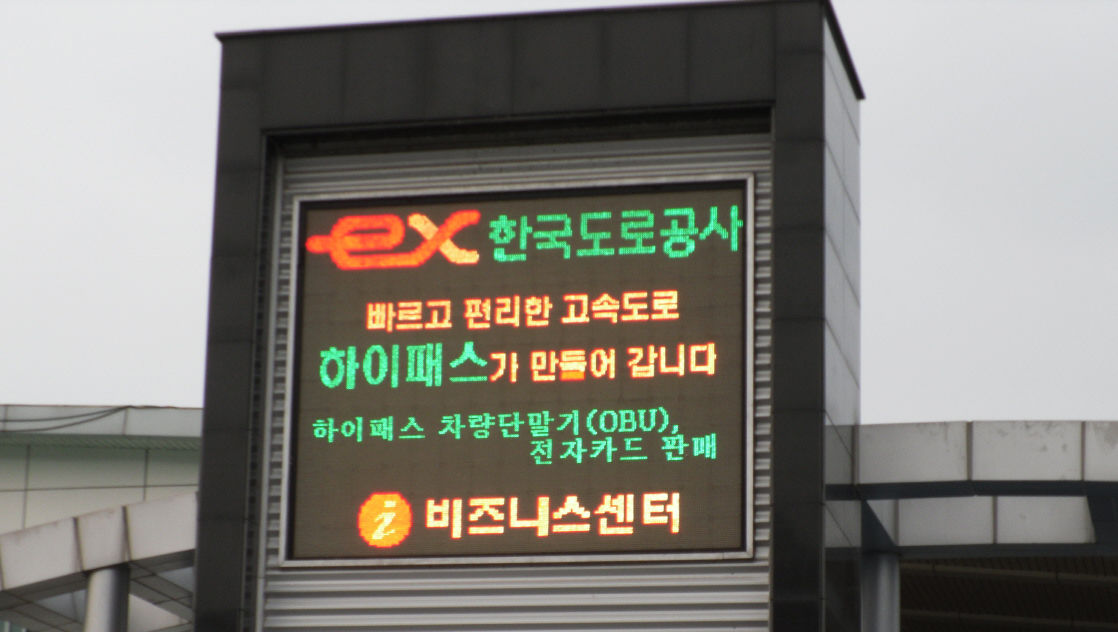 ex 한국도로공사
빠르고 편리한 고속도로
하이패스가 만들어 갑니다
하이패스 차량단말기(OBU),
전자카드 판매
i 비즈니스센터